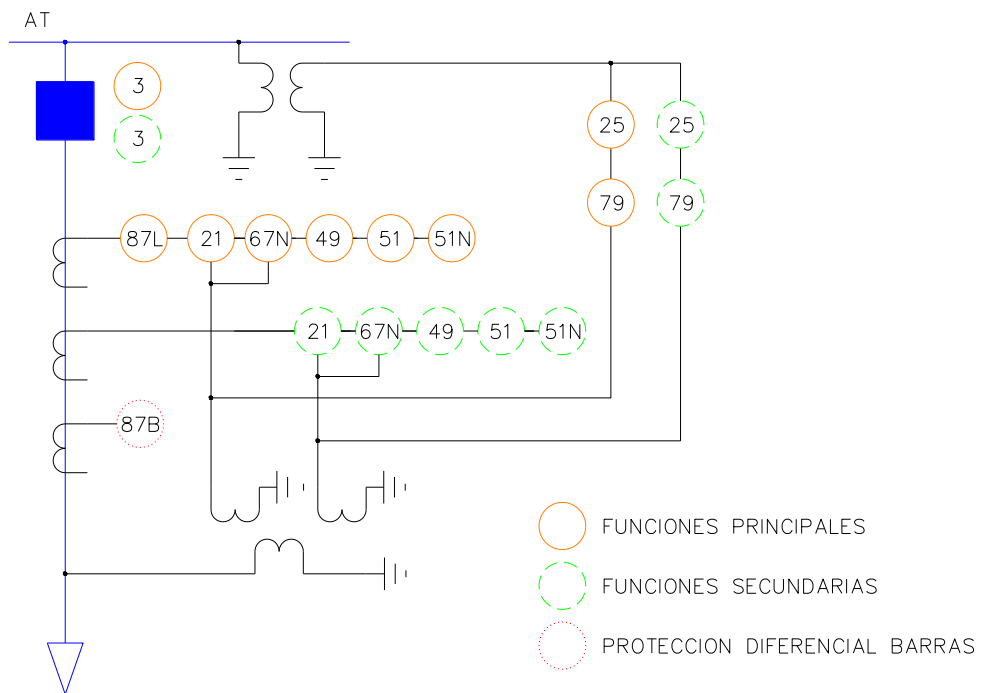 AT
3
3
25 25
79 79
87L 21 67N 49 51 51N
21 67N 49 51 51N
87B
FUNCIONES PRINCIPALES
FUNCIONES SECUNDARIAS
PROTECCION DIFERENCIAL BARRAS